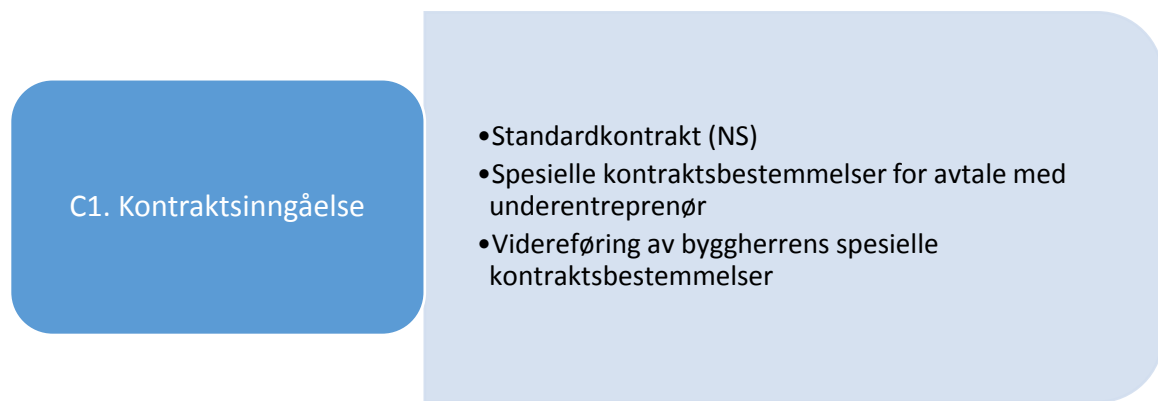 C1. Kontraktsinngåelse
•Standardkontrakt (NS)
•Spesielle kontraktsbestemmelser for avtale med
underentreprenør
•Videreføring av byggherrens spesielle
kontraktsbestemmelser